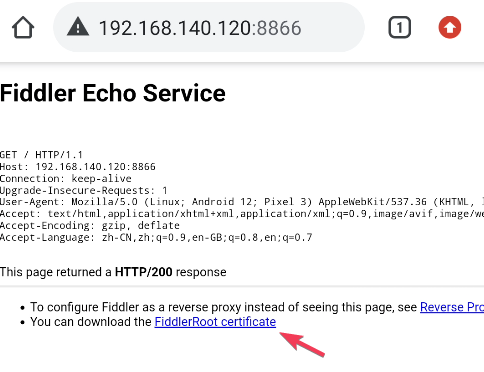 192.168.140.120:8866
1
Fiddler Echo Service
GET / HTTP/1.1
Host: 192.168.140.120:8866
Connection: keep-alive
Upgrade-Insecure-Requests: 1
User-Agent: Mozilla/5.0 (Linux; Android 12; Pixel 3) AppleWebKit/537.36 (KHTML,
Accept: text/html,application/xhtml+xml,application/xml;q=0.9,image/avif,image/we
Accept-Encoding: gzip, deflate
Accept-Language: zh-CN,zh;q=0.9,en-GB;q=0.8,en;q=0.7
This page returned a HTTP/200 response
• To configure Fiddler as a reverse proxy instead of seeing this page, see Reverse Pro
• You can download the FiddlerRoot certificate